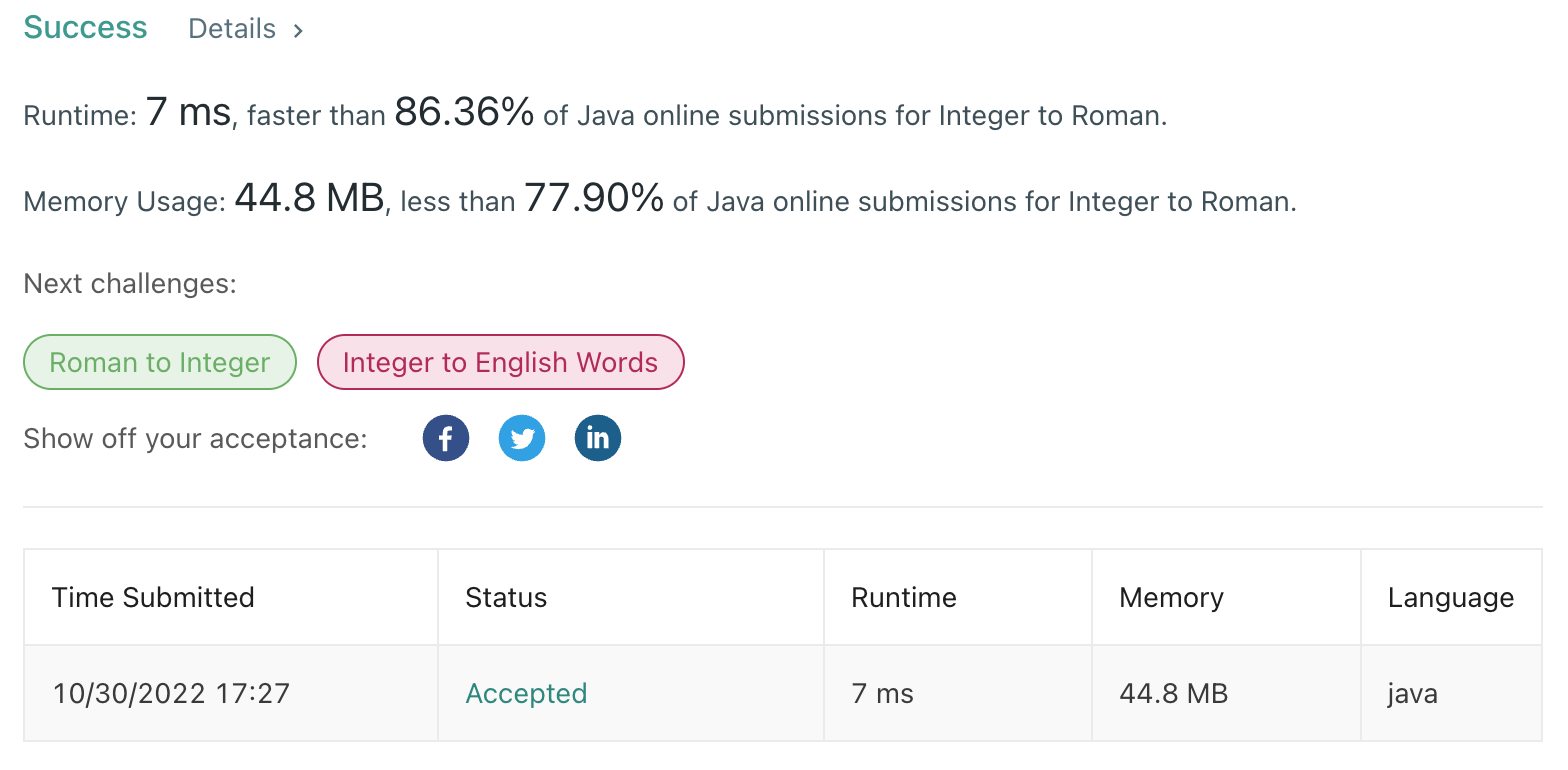 Success Details >
Runtime: 7 ms, faster than 86.36% of Java online submissions for Integer to Roman.
Memory Usage: 44.8 MB, less than 77.90% of Java online submissions for Integer to Roman.
Next challenges:
Roman to Integer Integer to English Words
Show off your acceptance: f in
Time Submitted Status Runtime Memory Language
10/30/2022 17:27 Accepted 7 ms 44.8 MB java